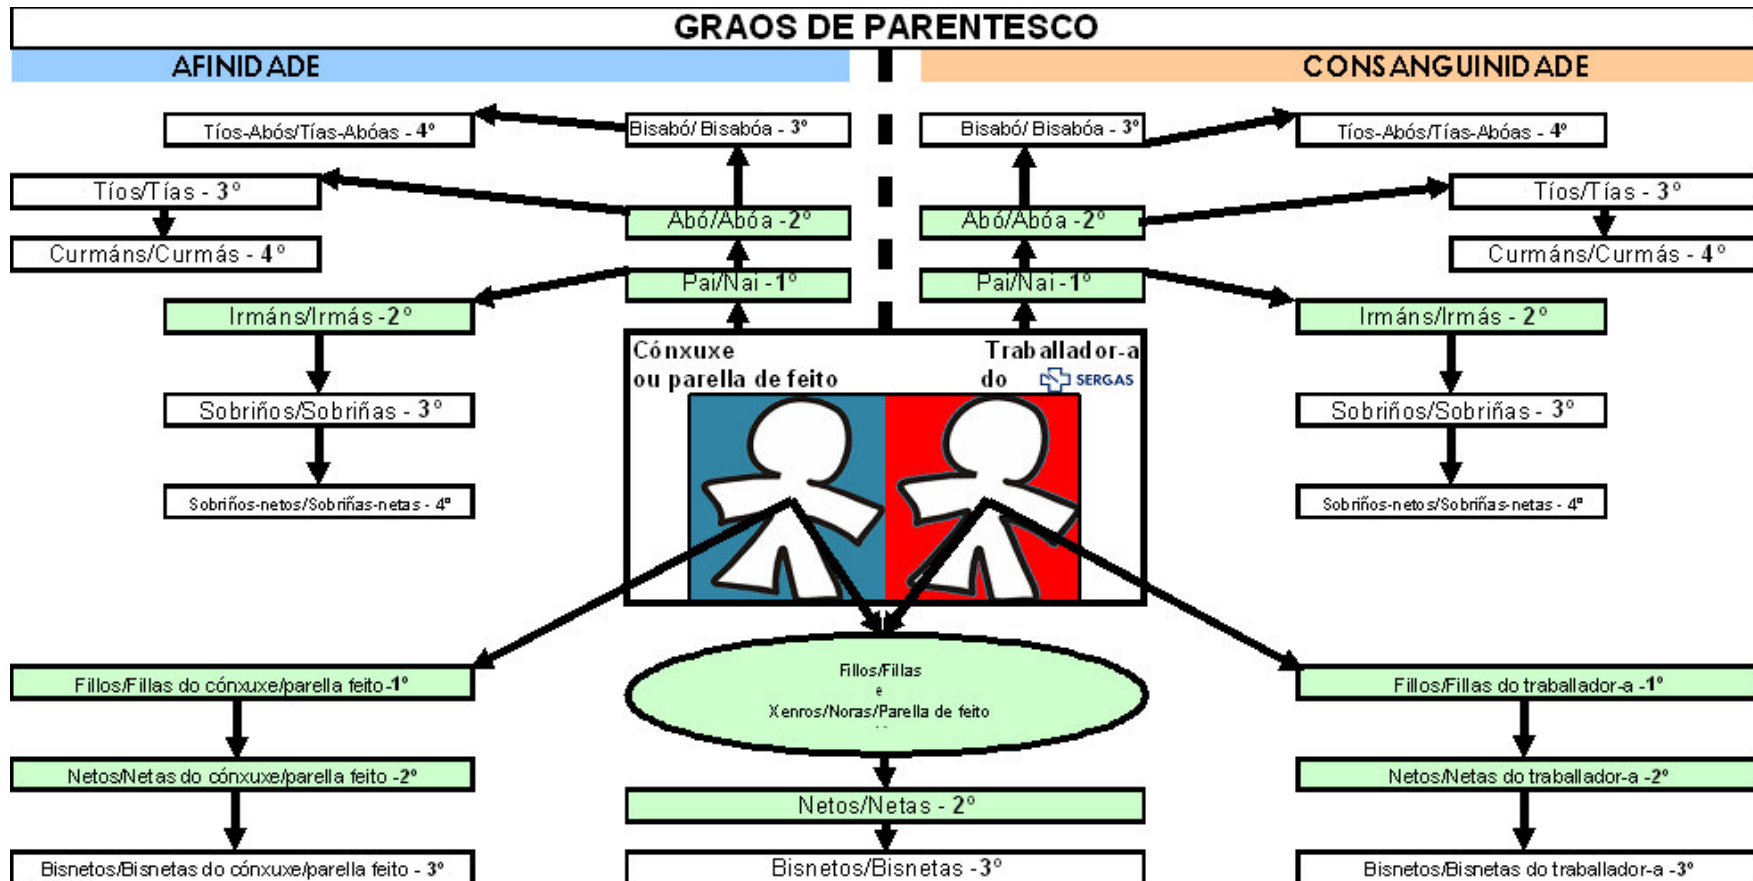 GRAOS DE PARENTESCO
AFINIDADE
CONSANGUINIDADE
Tíos-Abós/Tías-Abóas - 4º
Bisabó/ Bisabóa - 3º
Bisabó/ Bisabóa - 3º
Tíos-Abós/Tías-Abóas - 4º
Tíos/Tías - 3º
Tíos/Tías - 3º
Abó/Abóa -2º
Abó/Abóa -2º
Curmáns/Curmás - 4º
Curmáns/Curmás - 4º
Pai/Nai -1º
Pai/Nai -1º
Irmáns/Irmás -2º
Irmáns/Irmás - 2º
Cónxuxe
ou parella de feito
Traballador-a
do SERGAS
Sobriños/Sobriñas - 3º
Sobriños/Sobriñas - 3º
Sobriños-netos/Sobriñas-netas - 4º
Sobriños-netos/Sobriñas-netas - 4º
Fillos/Fillas do cónxuxe/parella feito-1º
Fillos/Fillas
e
Xenros/Noras/Parella de feito
Fillos/Fillas do traballador-a -1º
Netos/Netas do cónxuxe/parella feito -2º
Netos/Netas - 2º
Netos/Netas do traballador-a -2º
Bisnetos/Bisnetas do cónxuxe/parella feito - 3º
Bisnetos/Bisnetas -3º
Bisnetos/Bisnetas do traballador-a -3º